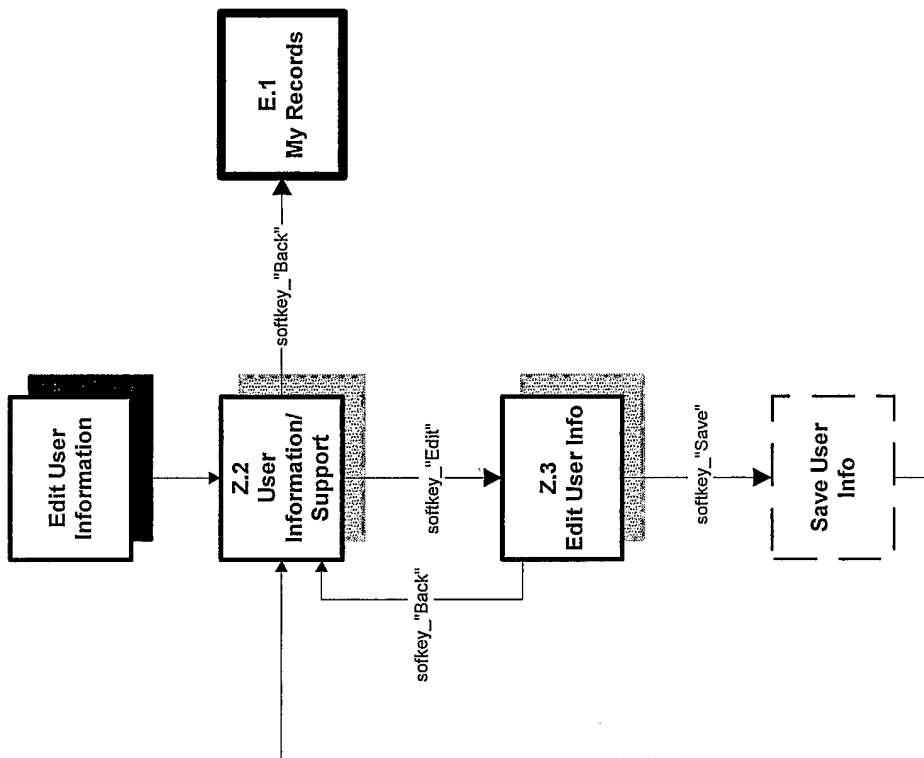 Edit User
Information
Z.2
User
Information/
Support
softkey_"Back"
E.1
My Records
softkey_"Edit"
sofkey_"Back"
Z.3
Edit User Info
softkey_"Save"
Save User
Info